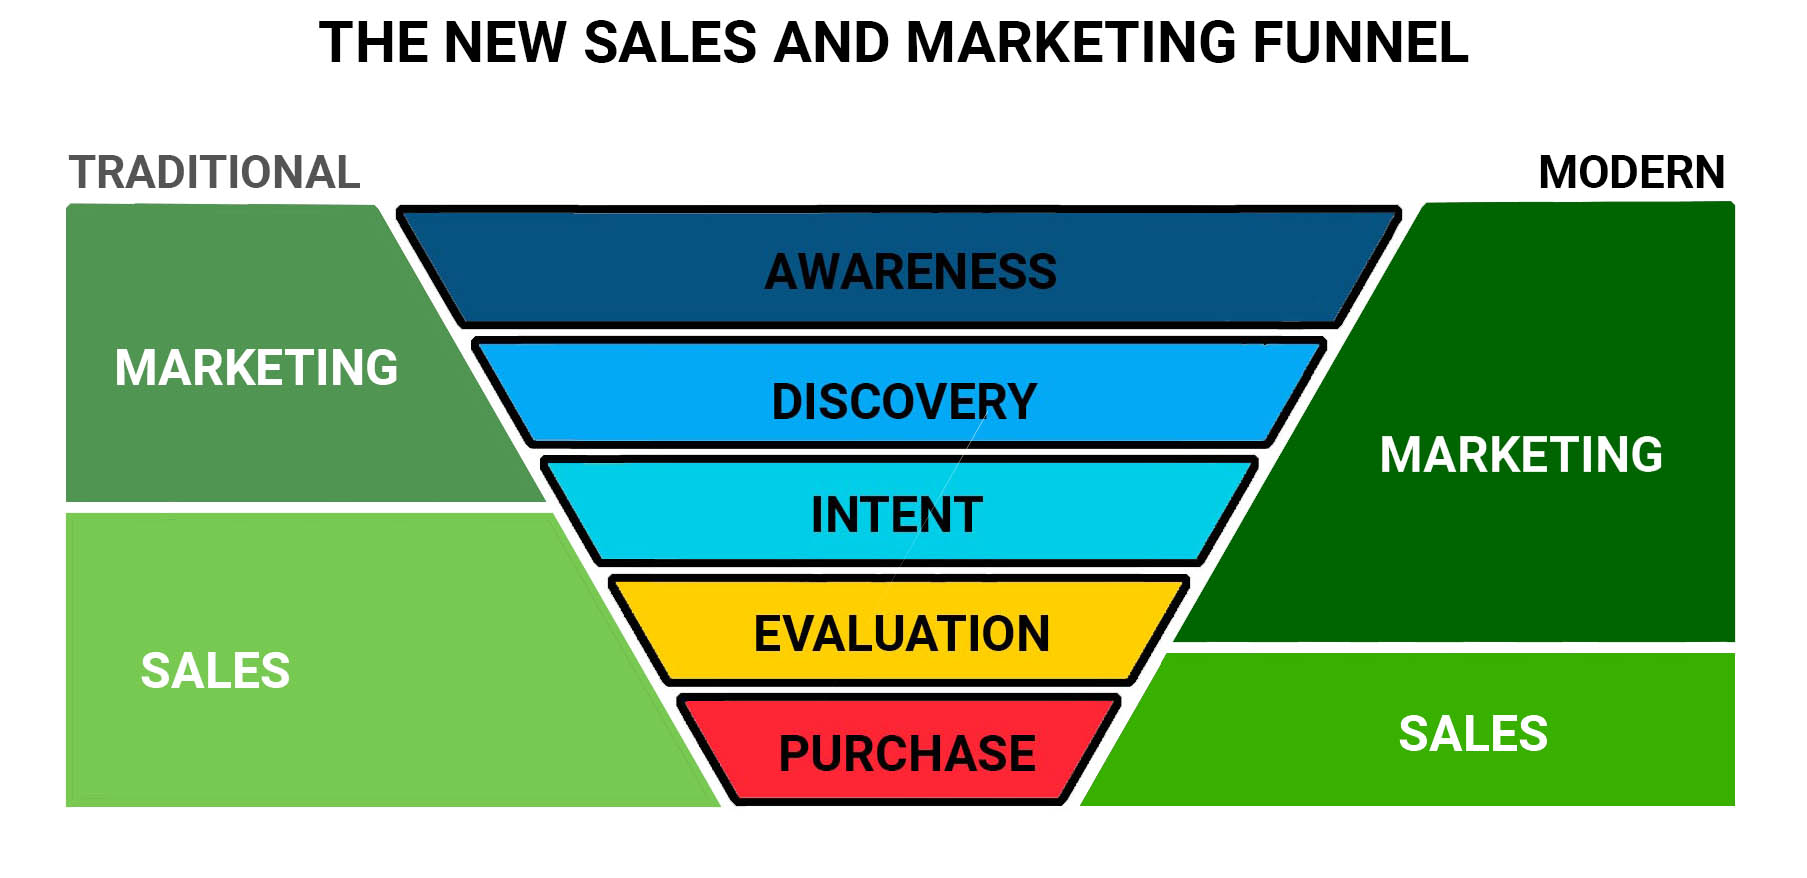 THE NEW SALES AND MARKETING FUNNEL
TRADITIONAL
MODERN
AWARENESS
MARKETING
DISCOVERY
MARKETING
INTENT
EVALUATION
SALES
SALES
PURCHASE